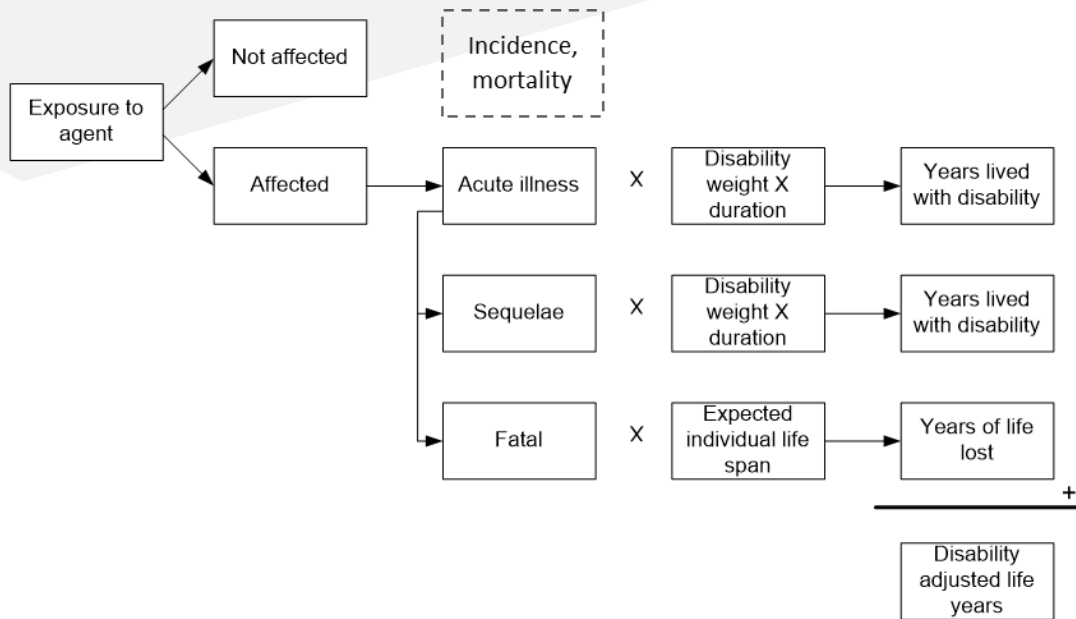 Not affected
Incidence,
mortality
Exposure to
agent
Affected
Acute illness
X
Disability
weight X
duration
Years lived
with disability
Sequelae
X
Disability
weight X
duration
Years lived
with disability
Fatal
X
Expected
individual life
span
Years of life
lost
+
Disability
adjusted life
years